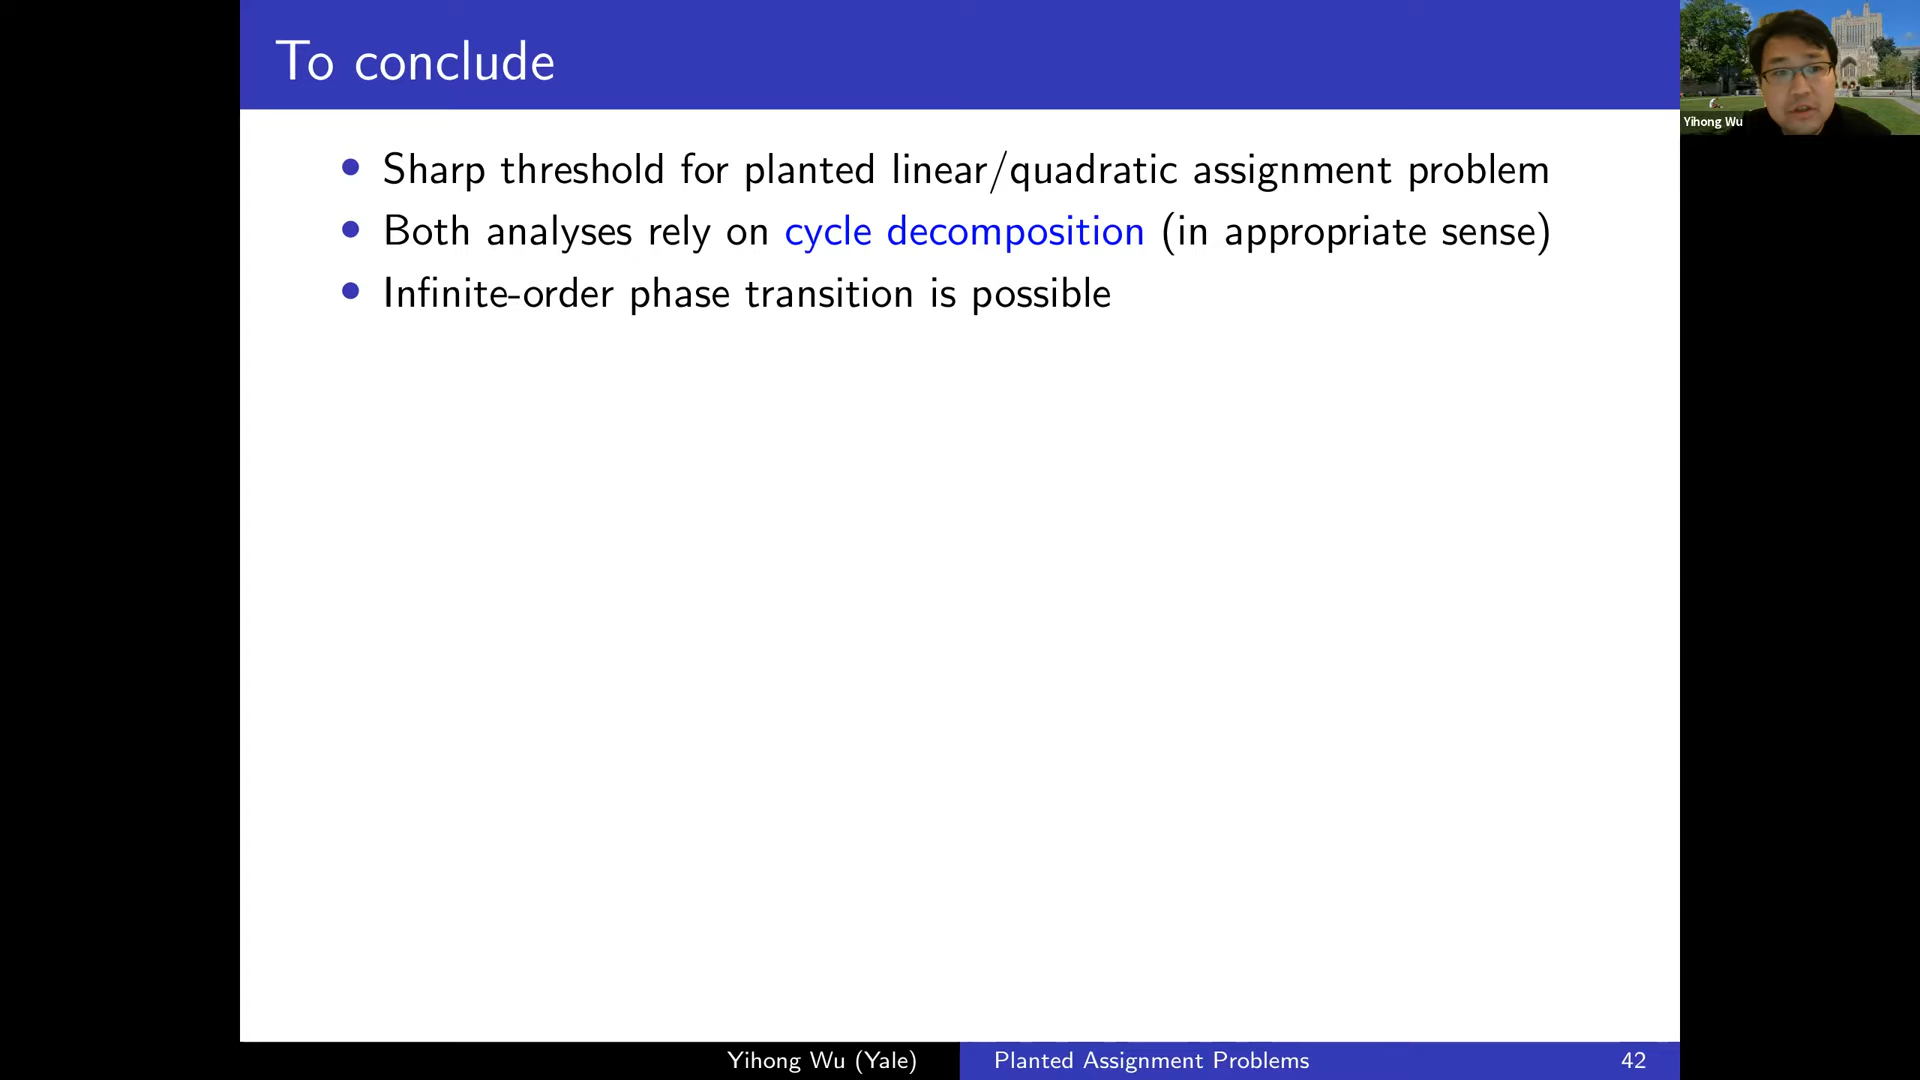 To conclude
Yihong Wu
• Sharp threshold for planted linear/quadratic assignment problem
• Both analyses rely on cycle decomposition (in appropriate sense)
• Infinite-order phase transition is possible
Yihong Wu (Yale)
Planted Assignment Problems
42